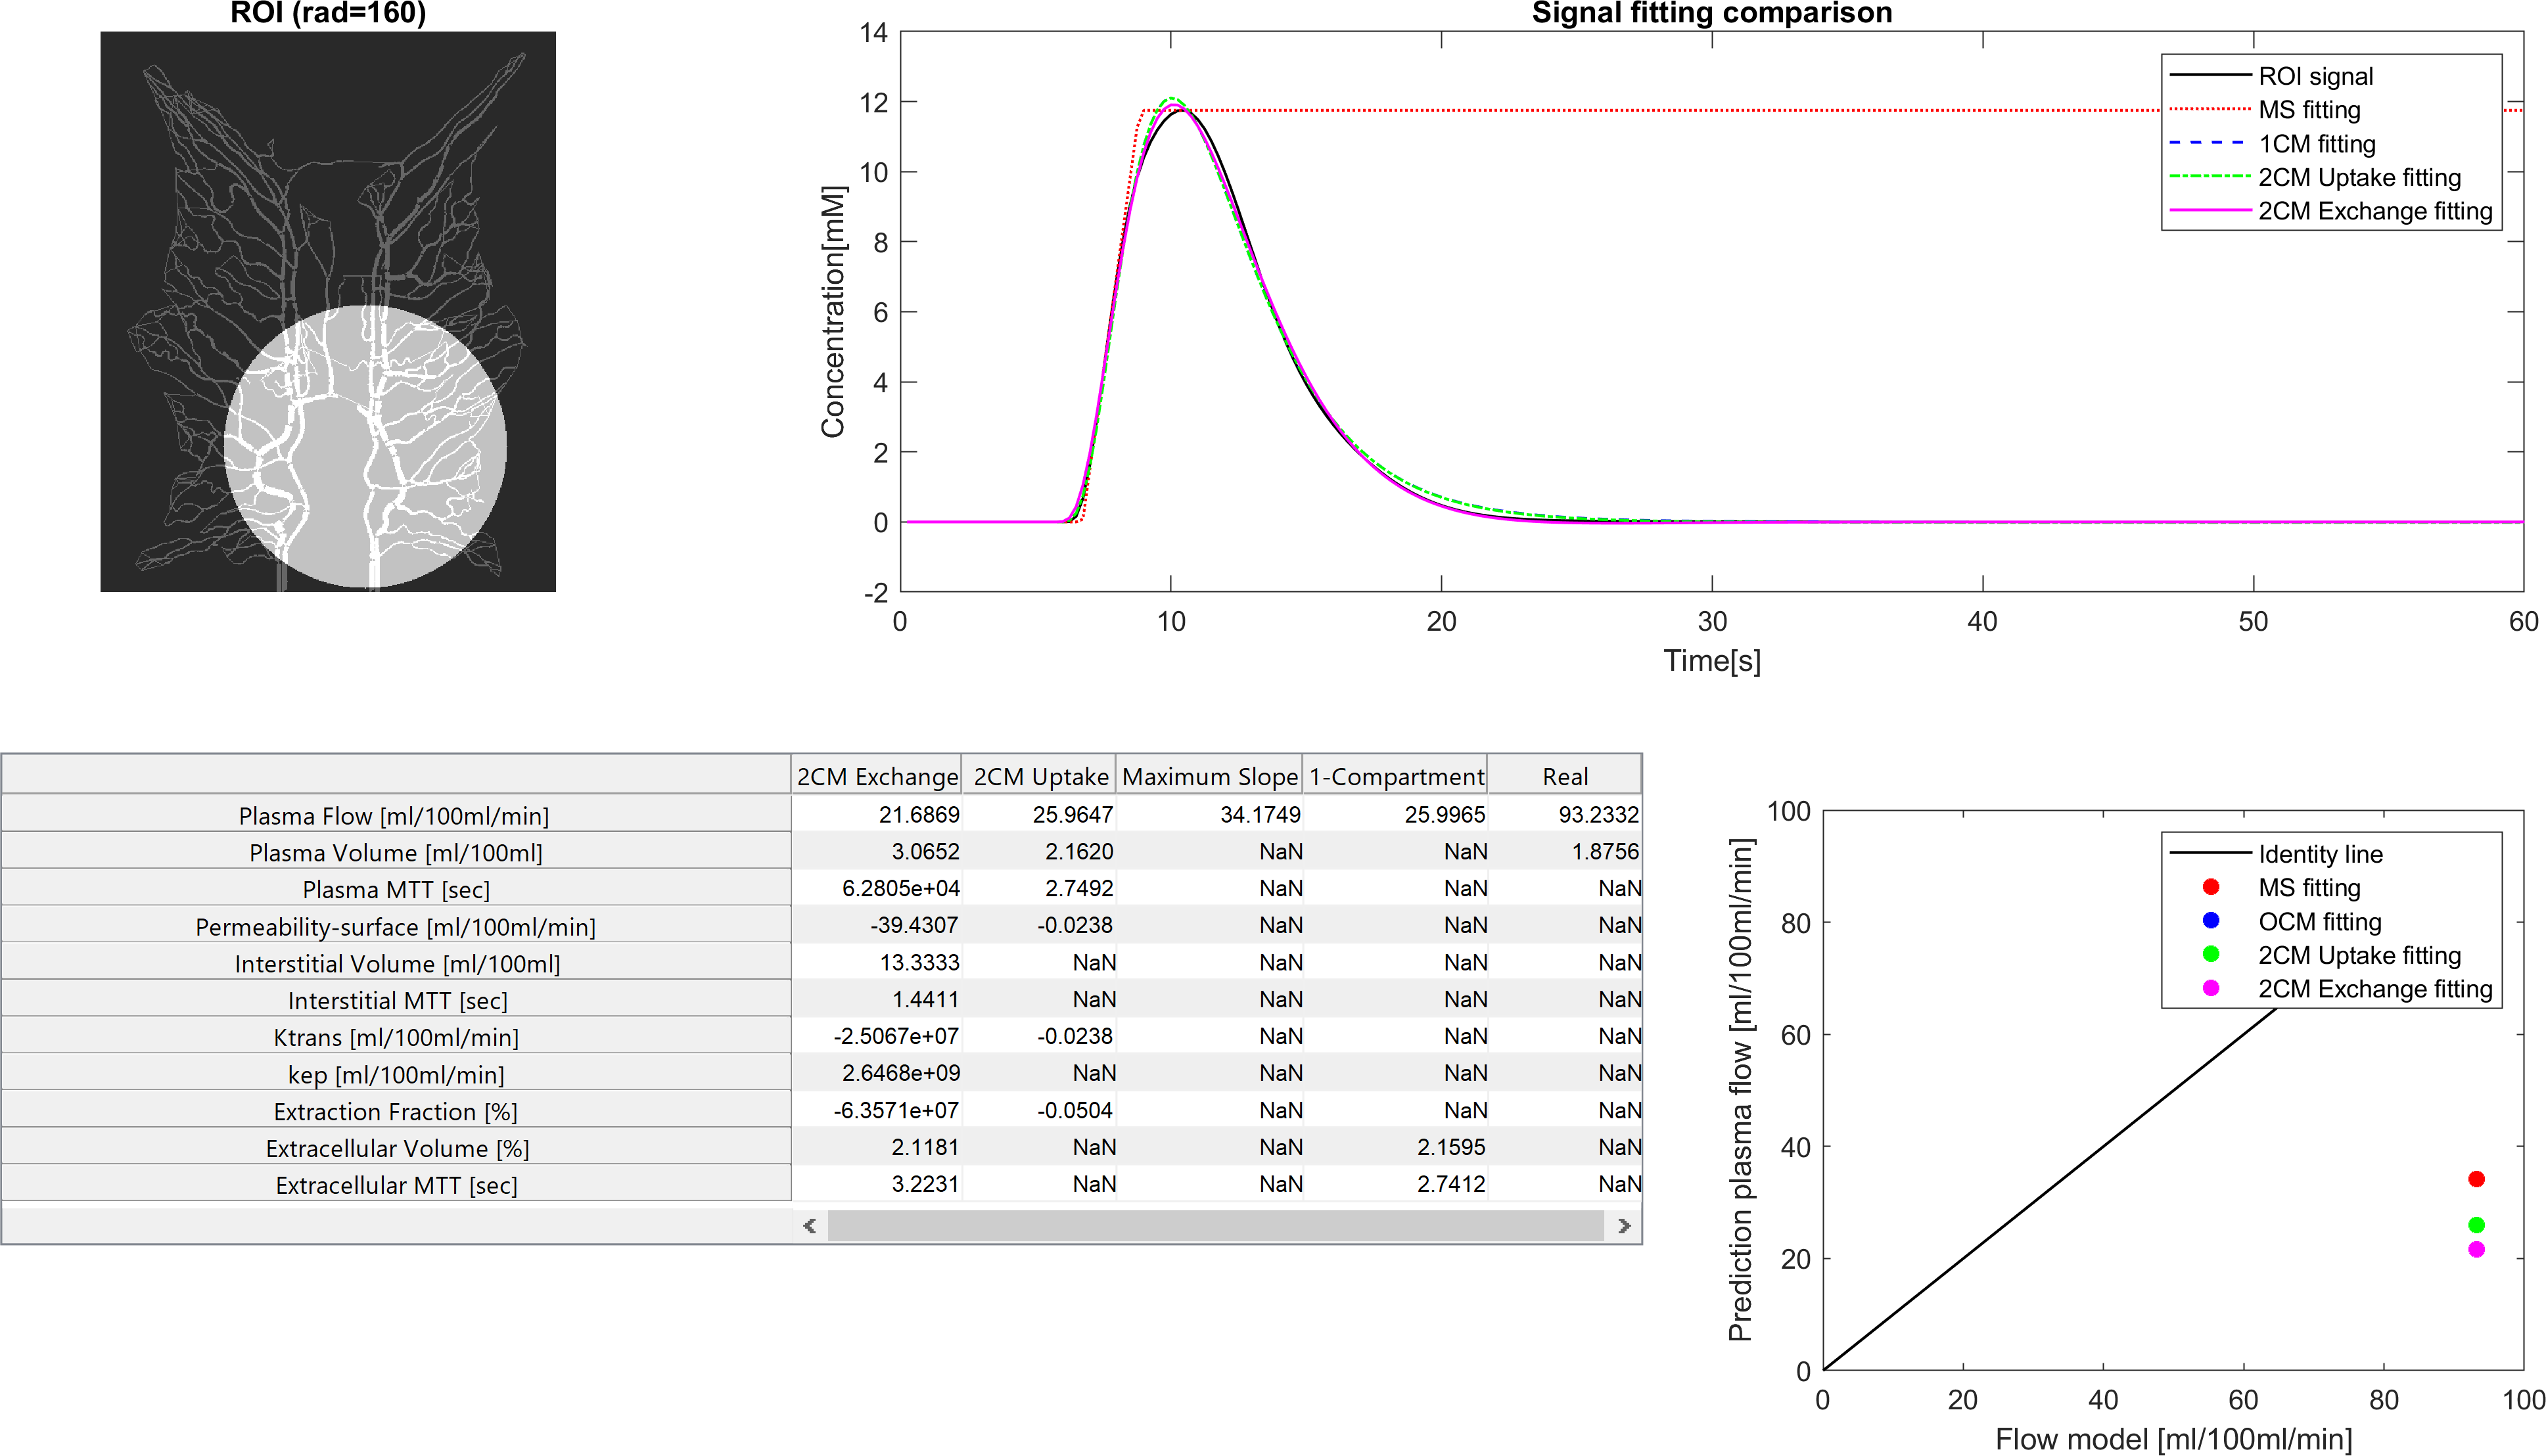 ROI (rad=160)
Signal fitting comparison
14
12
10
8
6
4
2
0
-2
Concentration[mM]
0 10 20 30 40 50 60
Time[s]
ROI signal
MS fitting
1CM fitting
2CM Uptake fitting
2CM Exchange fitting
2CM Exchange 2CM Uptake Maximum Slope 1-Compartment Real
Plasma Flow [ml/100ml/min] 21.6869 25.9647 34.1749 25.9965 93.2332
Plasma Volume [ml/100ml] 3.0652 2.1620 NaN NaN 1.8756
Plasma MTT [sec] 6.2805e+04 2.7492 NaN NaN NaN
Permeability-surface [ml/100ml/min] -39.4307 -0.0238 NaN NaN NaN
Interstitial Volume [ml/100ml] 13.3333 NaN NaN NaN NaN
Interstitial MTT [sec] 1.4411 NaN NaN NaN NaN
Ktrans [ml/100ml/min] -2.5067e+07 -0.0238 NaN NaN NaN
kep [ml/100ml/min] 2.6468e+09 NaN NaN NaN NaN
Extraction Fraction [%] -6.3571e+07 -0.0504 NaN NaN NaN
Extracellular Volume [%] 2.1181 NaN NaN 2.1595 NaN
Extracellular MTT [sec] 3.2231 NaN NaN 2.7412 NaN
100
80
60
40
20
0
Prediction plasma flow [ml/100ml/min]
Identity line
MS fitting
OCM fitting
2CM Uptake fitting
2CM Exchange fitting
0 20 40 60 80 100
Flow model [ml/100ml/min]